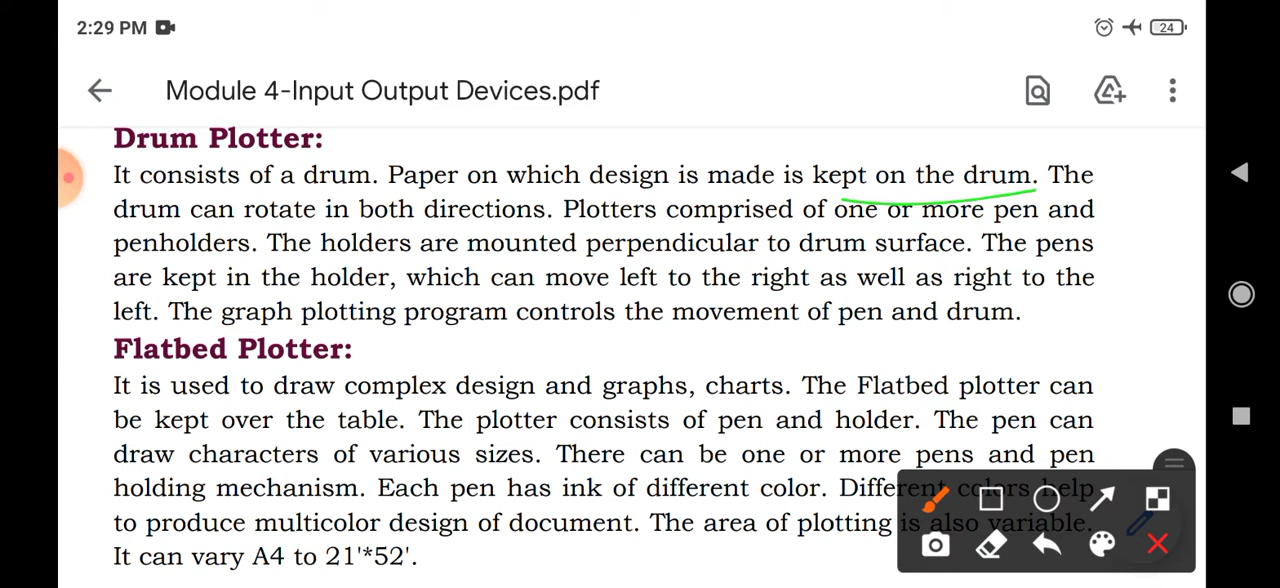 2:29 PM
24
Module 4-Input Output Devices.pdf
Drum Plotter:
It consists of a drum. Paper on which design is made is kept on the drum. The
drum can rotate in both directions. Plotters comprised of one or more pen and
penholders. The holders are mounted perpendicular to drum surface. The pens
are kept in the holder, which can move left to the right as well as right to the
left. The graph plotting program controls the movement of pen and drum.
Flatbed Plotter:
It is used to draw complex design and graphs, charts. The Flatbed plotter can
be kept over the table. The plotter consists of pen and holder. The pen can
draw characters of various sizes. There can be one or more pens and pen
holding mechanism. Each pen has ink of different color. Different colors help
to produce multicolor design of document. The area of plotting is also variable.
It can vary A4 to 21'*52'.